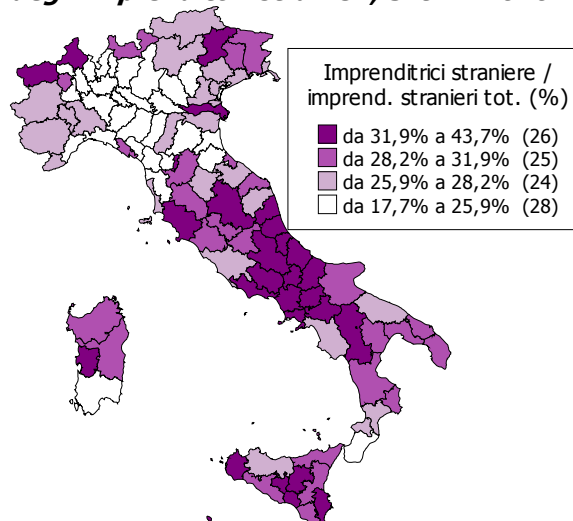 Imprenditrici straniere /
imprend. stranieri tot. (%)
da 31,9% a 43,7% (26)
da 28,2% a 31,9% (25)
da 25,9% a 28,2% (24)
da 17,7% a 25,9% (28)